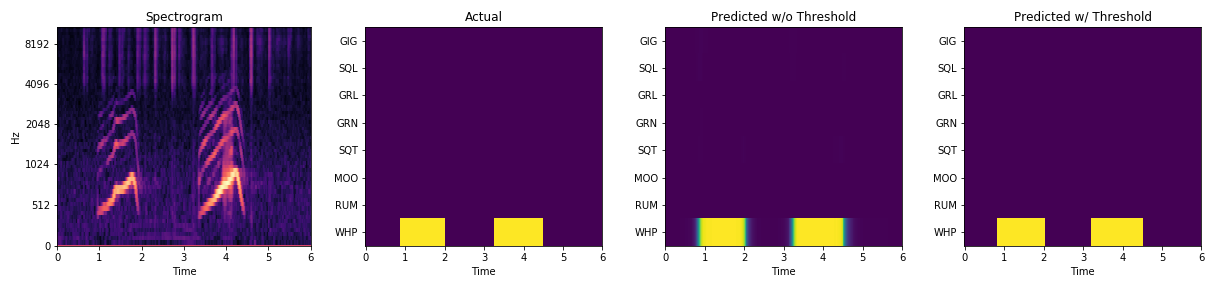 Spectrogram
Hz
8192
4096
2048
1024
512
0
0 1 2 3 4 5 6
Time
Actual
GIG
SQL
GRL
GRN
SQT
MOO
RUM
WHP
0 1 2 3 4 5 6
Time
Predicted w/o Threshold
GIG
SQL
GRL
GRN
SQT
MOO
RUM
WHP
0 1 2 3 4 5 6
Time
Predicted w/ Threshold
GIG
SQL
GRL
GRN
SQT
MOO
RUM
WHP
0 1 2 3 4 5 6
Time